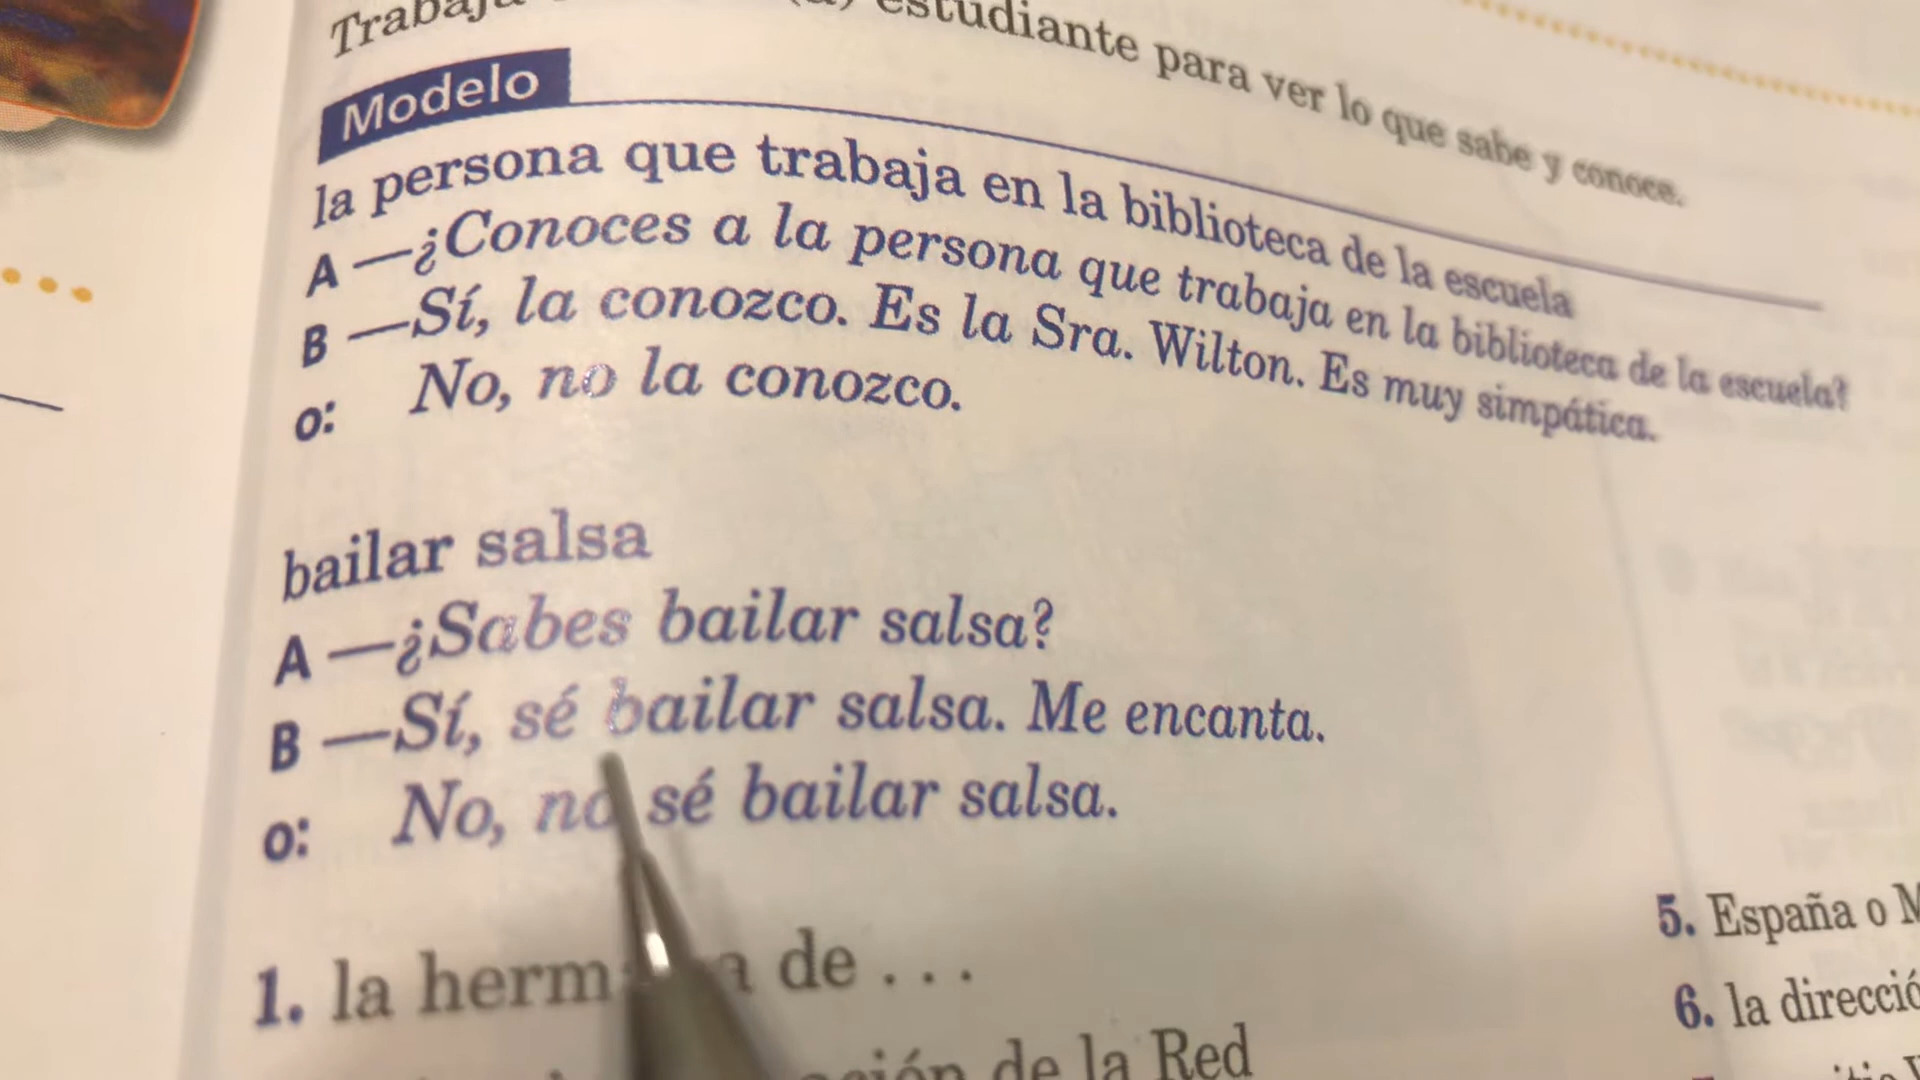 estudiante para ver lo que sabe y conoce.
Modelo
la persona que trabaja en la biblioteca de la escuela
A —¿Conoces a la persona que trabaja en la biblioteca de la escuela?
B —Sí, la conozco. Es la Sra. Wilton. Es muy simpática.
o: No, no la conozco.
bailar salsa
A —¿Sabes bailar salsa?
B —Sí, sé bailar salsa. Me encanta.
o: No, no sé bailar salsa.
1. la de . . .
de la Red
5. España o
6. la